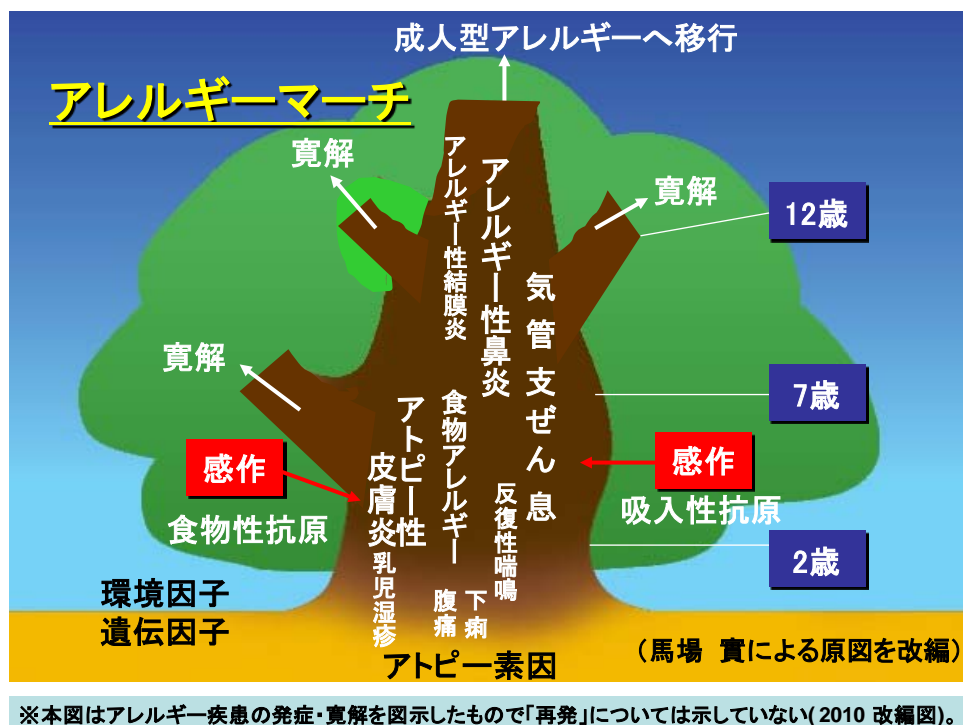 成人型アレルギーへ移行
アレルギーマーチ
寛解
寛解
12歳
アレルギー性結膜炎
アレルギー性鼻炎
気管支ぜん息
寛解
7歳
アトピー性
皮膚炎
食物アレルギー
感作
食物性抗原
感作
吸入性抗原
反復性喘鳴
2歳
乳児湿疹
腹痛
下痢
環境因子
遺伝因子
アトピー素因
（馬場 實による原図を改編）
※本図はアレルギー疾患の発症・寛解を図示したもので「再発」については示していない(2010 改編図)。